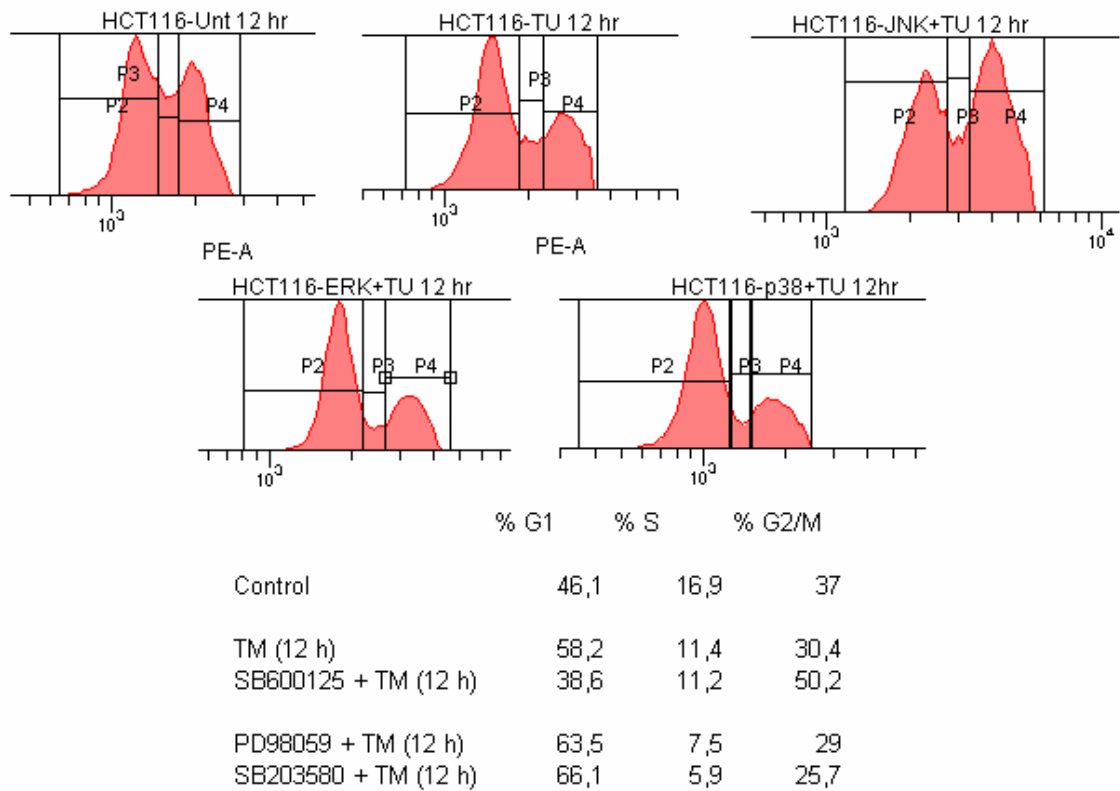 HCT116-Unt 12 hr
P3
P2
P4
10³
PE-A
HCT116-TU 12 hr
P3
P2
P4
10³
PE-A
HCT116-JNK+TU 12 hr
P2
P3
P4
10³
10⁴
HCT116-ERK+TU 12 hr
P2
P3
P4
10³
HCT116-p38+TU 12hr
P2
P3
P4
10³
% G1 % S % G2/M
Control 46,1 16,9 37
TM (12 h) 58,2 11,4 30,4
SB600125 + TM (12 h) 38,6 11,2 50,2
PD98059 + TM (12 h) 63,5 7,5 29
SB203580 + TM (12 h) 66,1 5,9 25,7